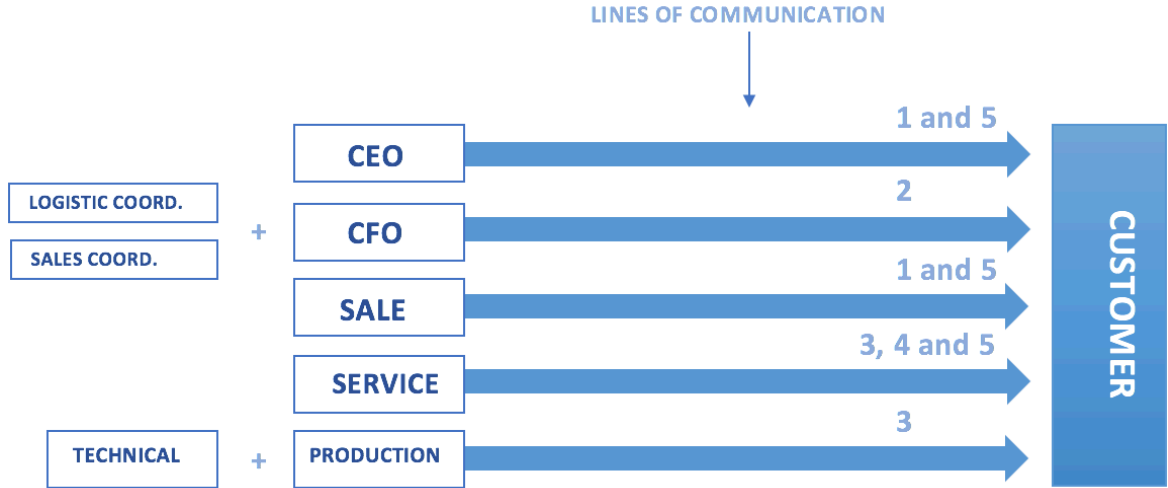 LINES OF COMMUNICATION
1 and 5
CEO
LOGISTIC COORD.
2
+
CFO
SALES COORD.
1 and 5
SALE
3, 4 and 5
SERVICE
3
TECHNICAL
+
PRODUCTION
CUSTOMER